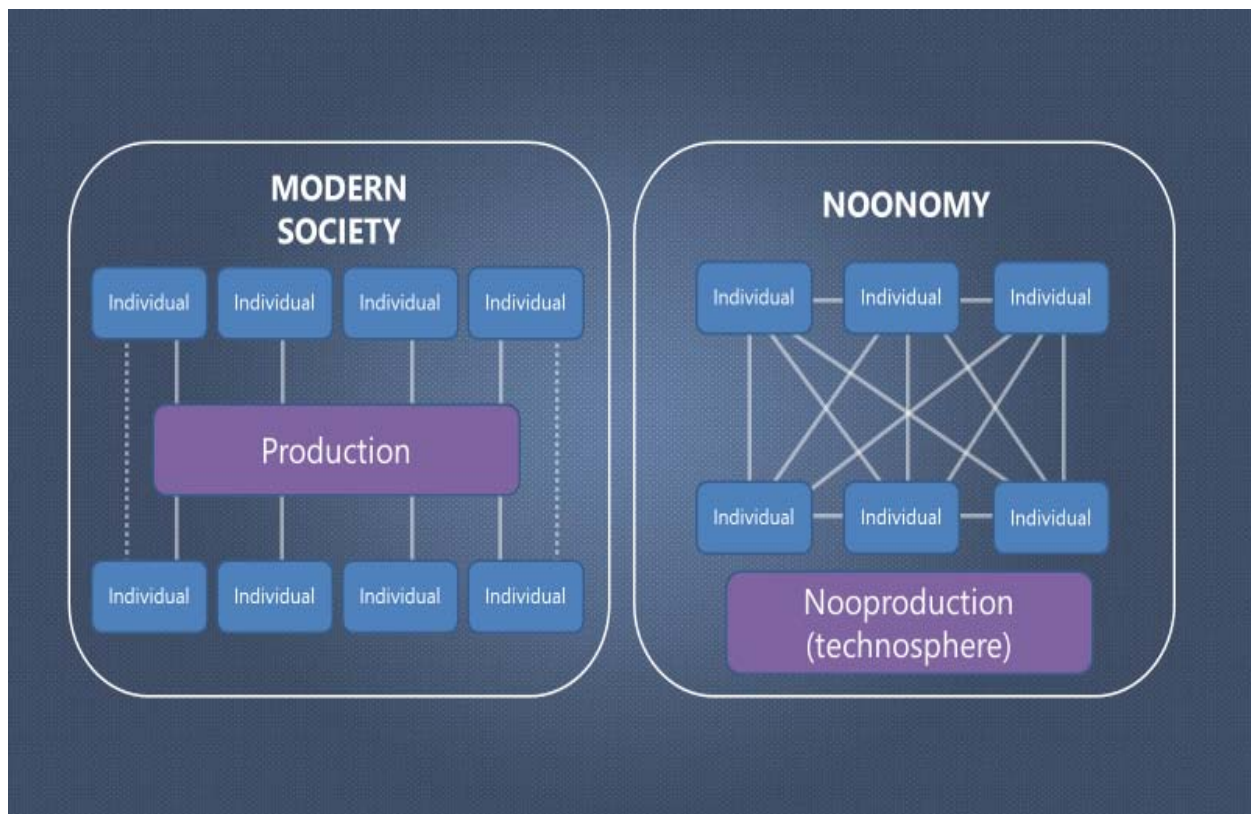 MODERN
SOCIETY
Individual
Individual
Individual
Individual
Production
Individual
Individual
Individual
Individual
NOONOMY
Individual
Individual
Individual
Individual
Individual
Individual
Nooproduction
(technosphere)